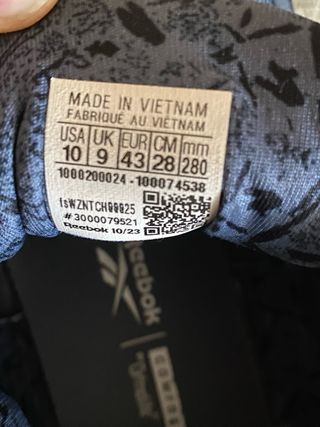 MADE IN VIETNAM
FABRIQUÉ AU VIETNAM
USA UK EUR CM mm
10 9 43 28 280
1000200024-100074538
#3000079521
Reebok 10/23
Reebok